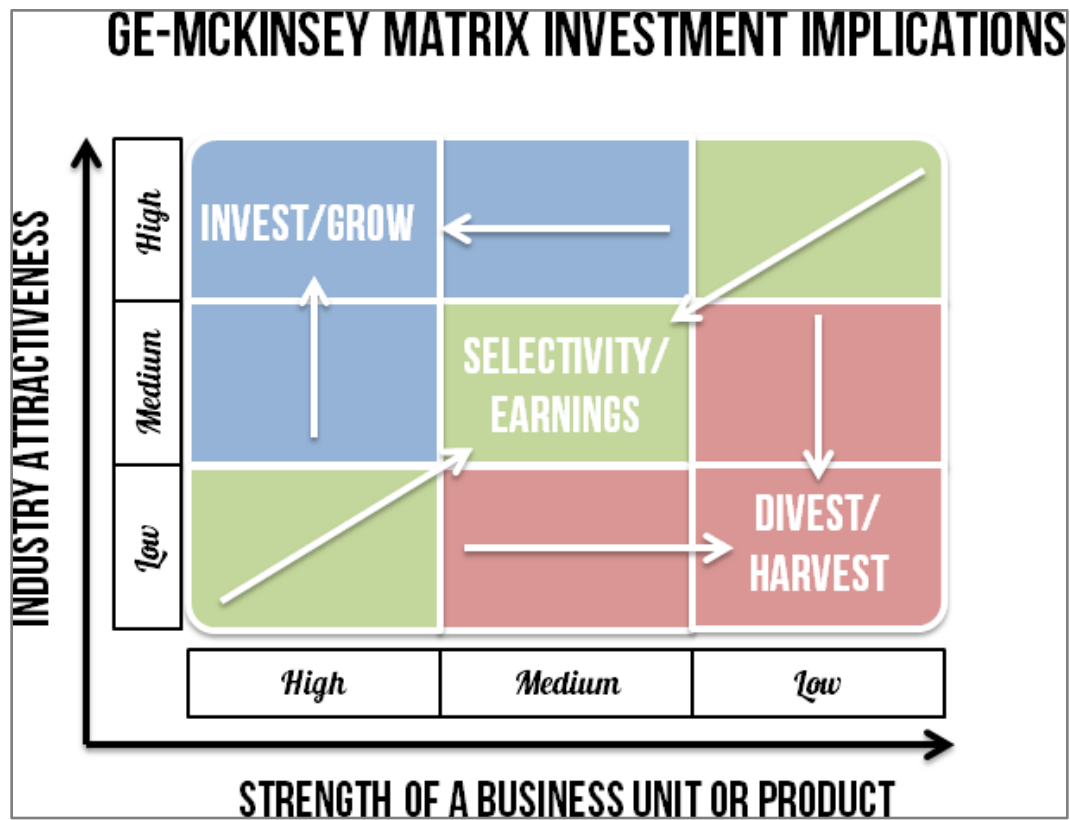 GE-MCKINSEY MATRIX INVESTMENT IMPLICATIONS
INDUSTRY ATTRACTIVENESS
High
Medium
Low
INVEST/GROW
SELECTIVITY/
EARNINGS
DIVEST/
HARVEST
High
Medium
Low
STRENGTH OF A BUSINESS UNIT OR PRODUCT